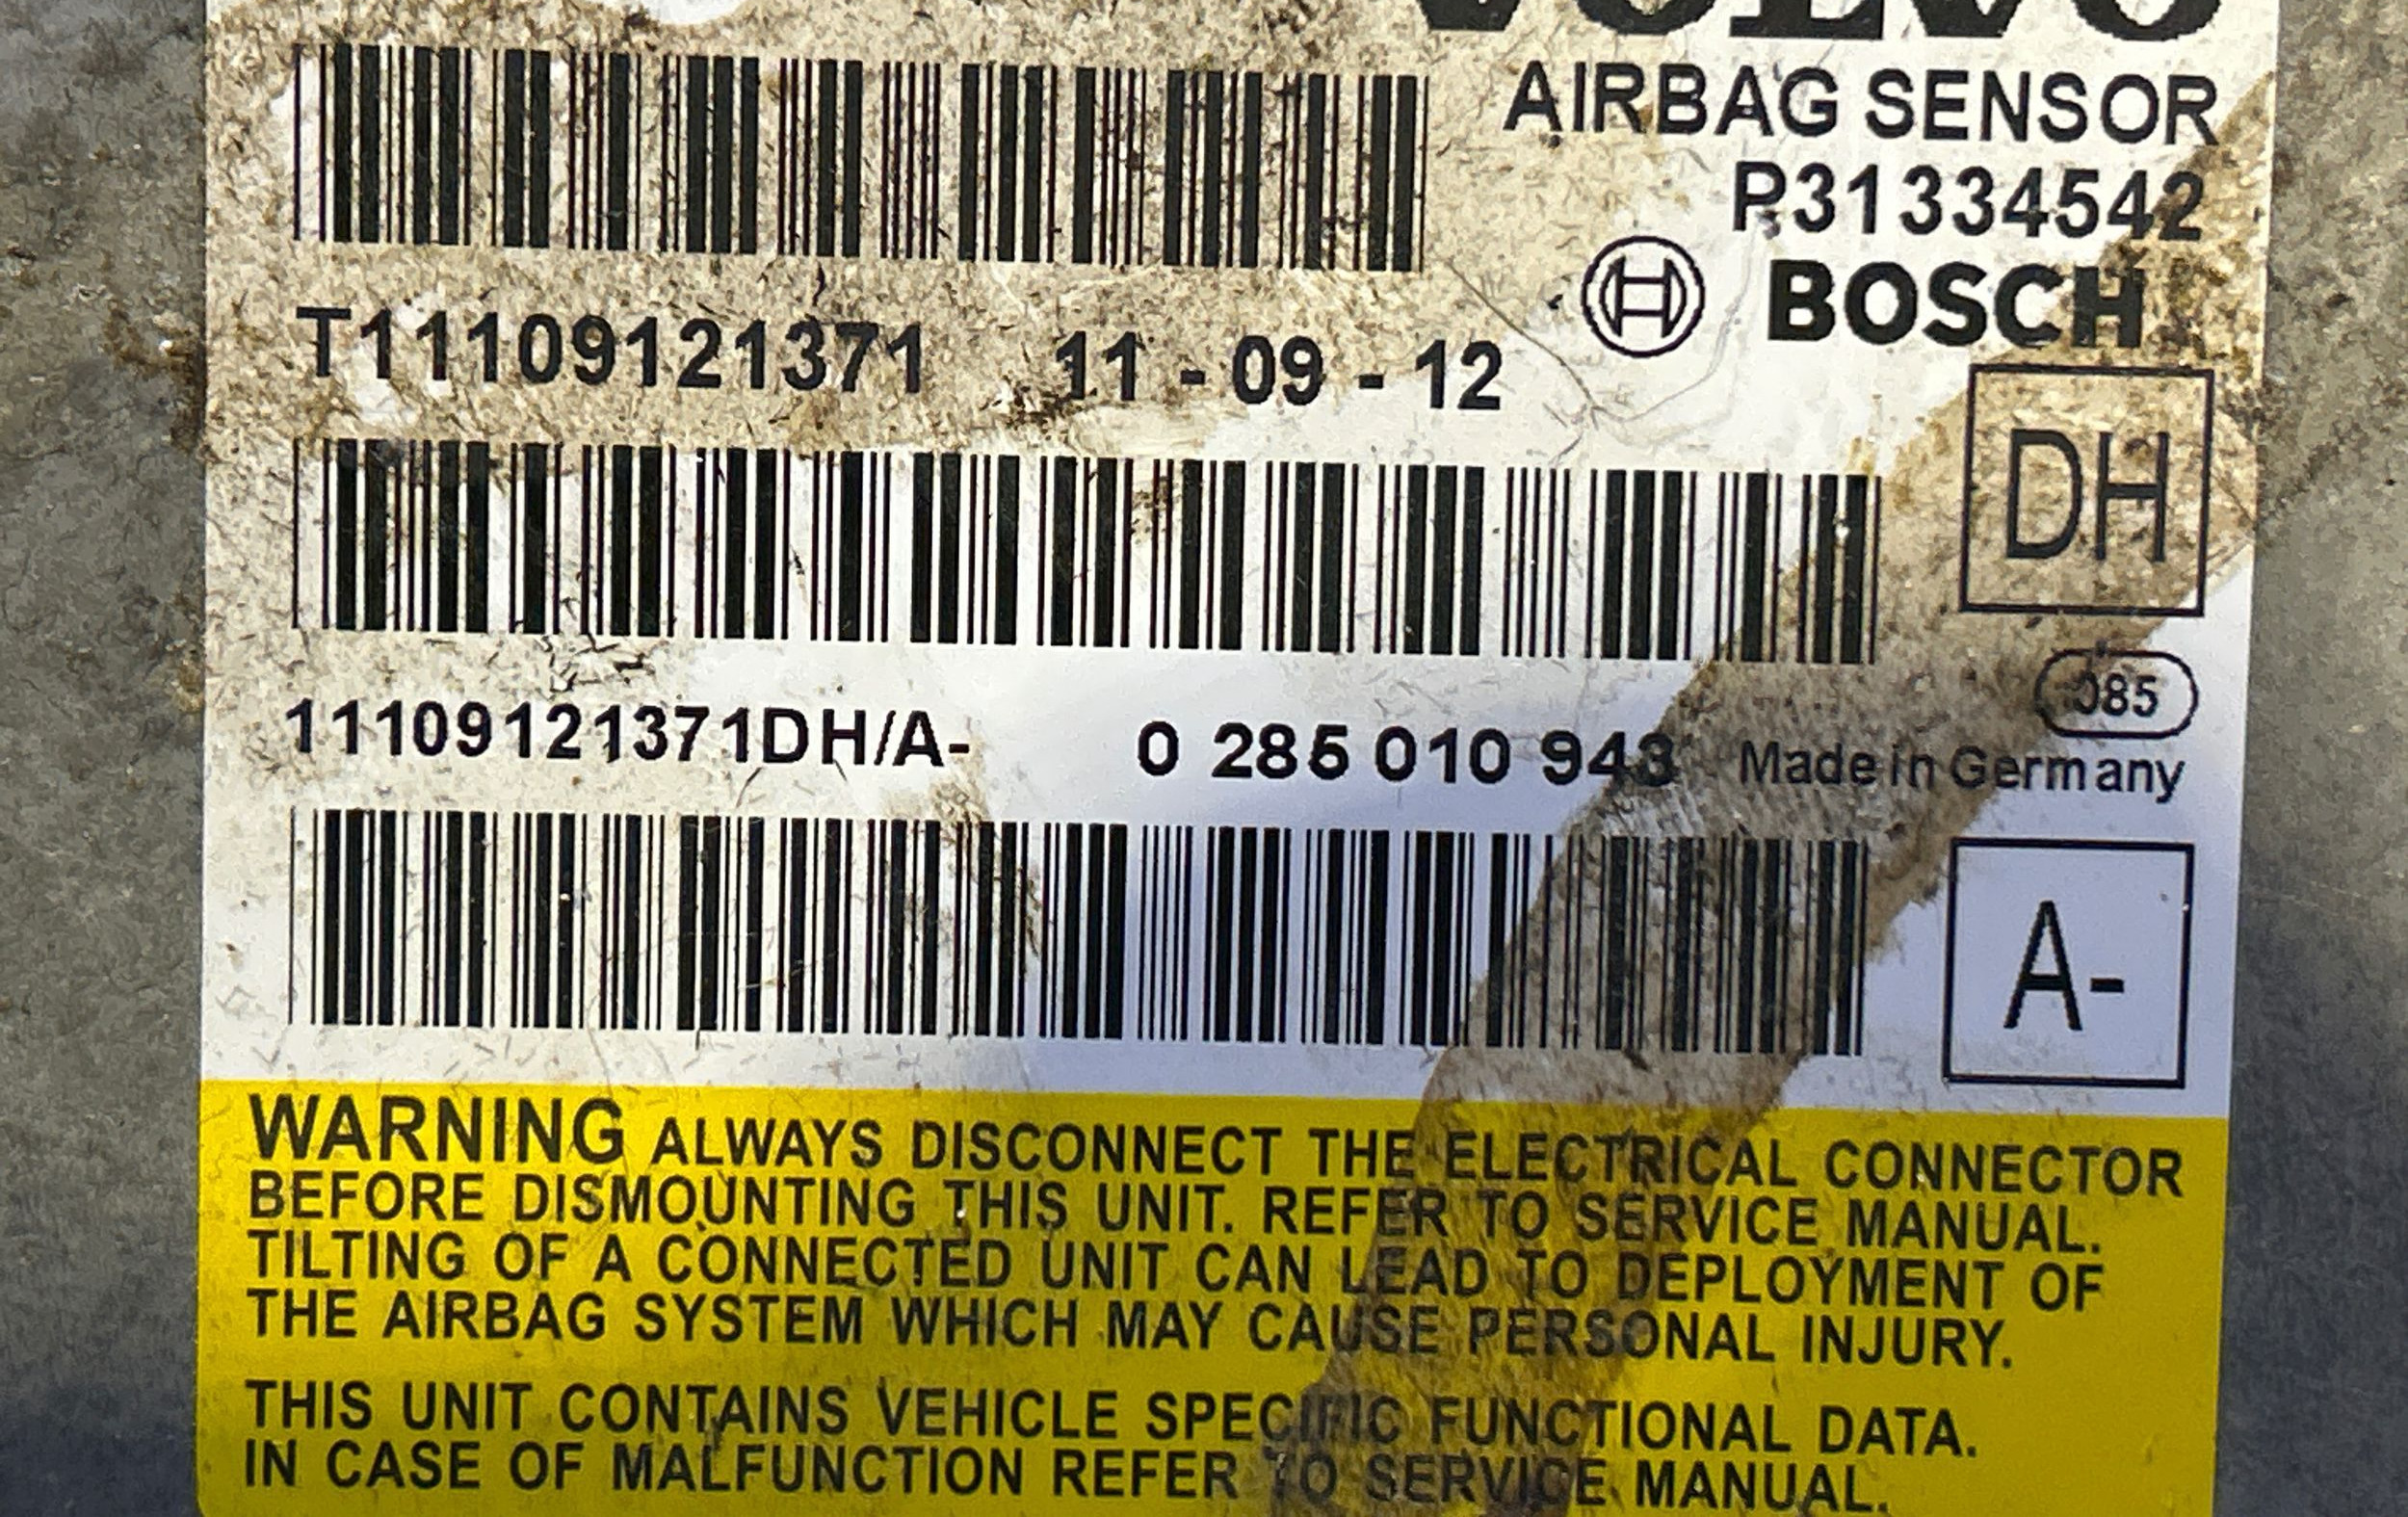 VOLVO
AIRBAG SENSOR
P31334542
BOSCH
T11109121371 11 - 09 - 12
DH
085
11109121371DH/A- 0 285 010 943 Made in Germany
A-
WARNING ALWAYS DISCONNECT THE ELECTRICAL CONNECTOR
BEFORE DISMOUNTING THIS UNIT. REFER TO SERVICE MANUAL.
TILTING OF A CONNECTED UNIT CAN LEAD TO DEPLOYMENT OF
THE AIRBAG SYSTEM WHICH MAY CAUSE PERSONAL INJURY.
THIS UNIT CONTAINS VEHICLE SPECIFIC FUNCTIONAL DATA.
IN CASE OF MALFUNCTION REFER TO SERVICE MANUAL.